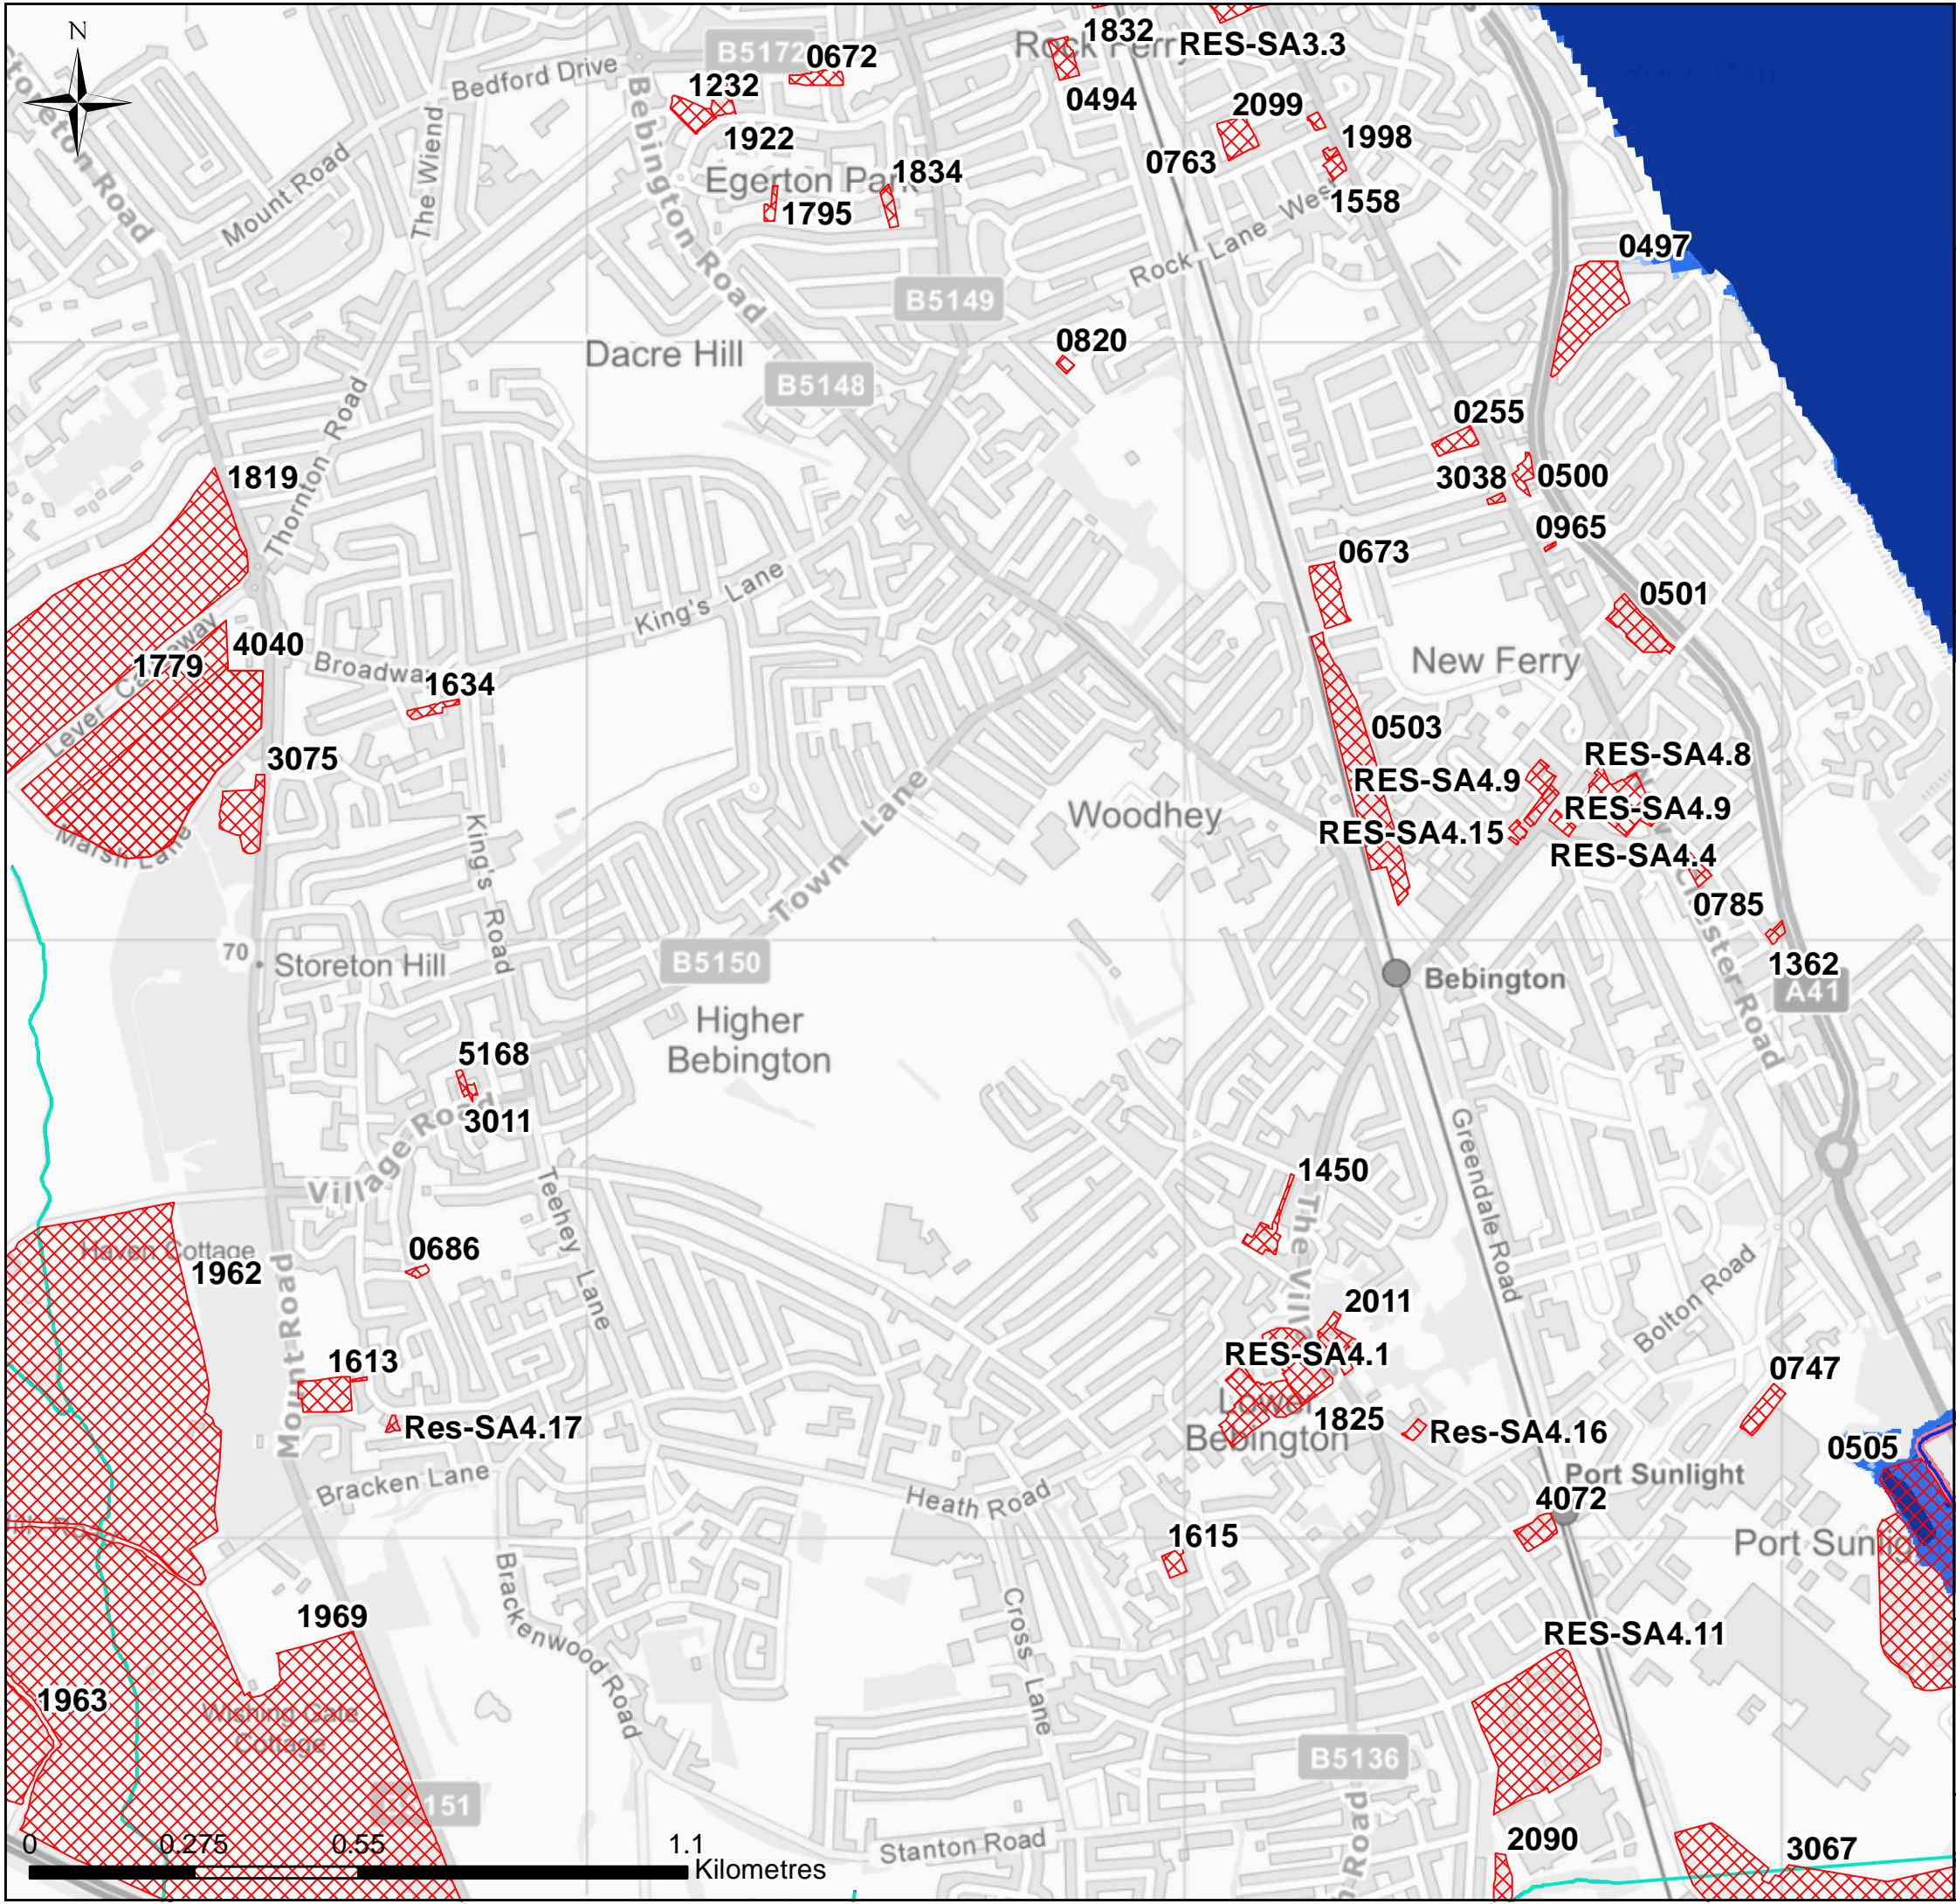 N
B5172
0672
1832
Rock Ferry
RES-SA3.3
Rock Park
Bedford Drive
1232
0494
2099
1998
1922
0763
Egerton Park
1834
1558
1795
Mount Road
The Wiend
Bebington Road
Rock Lane West
0497
B5149
Dacre Hill
0820
B5148
0255
1819
Thornton Road
3038
0500
0965
0673
King's Lane
0501
4040
1779
Broadway
1634
New Ferry
Lever Causeway
3075
0503
RES-SA4.8
RES-SA4.9
RES-SA4.9
Woodhey
RES-SA4.15
Marsh Lane
RES-SA4.4
King's Road
Town Lane
0785
70
Storeton Hill
B5150
Bebington
1362
A41
Higher
Bebington
5168
3011
Village Road
Teehey Lane
Greendale Road
1450
The Village
0686
Haven Cottage
1962
Mount Road
2011
Bolton Road
1613
RES-SA4.1
0747
Lower
Bebington
1825
Res-SA4.17
Res-SA4.16
0505
Bracken Lane
Heath Road
Port Sunlight
4072
1615
Port Sunlig
1969
Brackenwood Road
Cross Lane
RES-SA4.11
1963
Wishing Gate
Cottage
B5136
0 0.275 0.55 1.1
Kilometres
Stanton Road
2090
3067